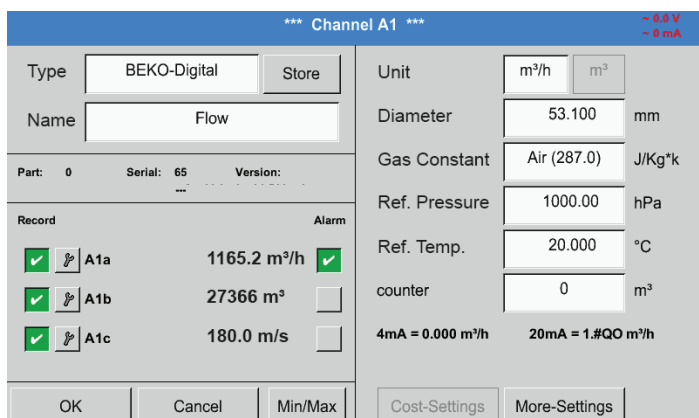 *** Channel A1 ***
~ 0.0 V
~ 0 mA
Type BEKO-Digital Store
Name Flow
Part: 0 Serial: 65 Version:
---
Record Alarm
A1a 1165.2 m³/h
A1b 27366 m³
A1c 180.0 m/s
OK Cancel Min/Max
Unit m³/h m³
Diameter 53.100 mm
Gas Constant Air (287.0) J/Kg*k
Ref. Pressure 1000.00 hPa
Ref. Temp. 20.000 °C
counter 0 m³
4mA = 0.000 m³/h 20mA = 1.#QO m³/h
Cost-Settings More-Settings